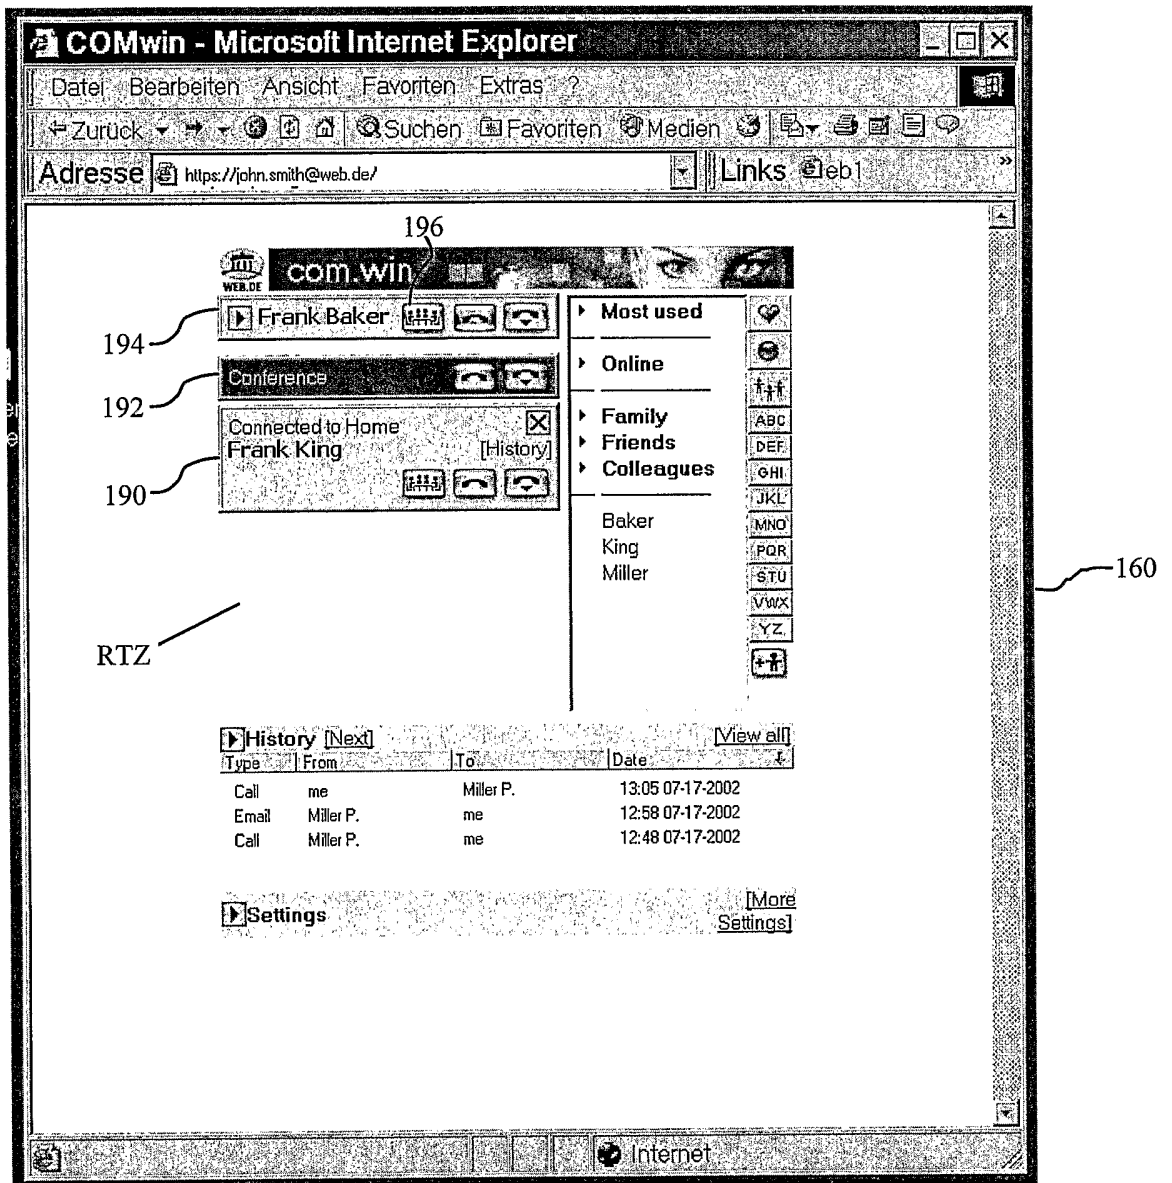 COMwin - Microsoft Internet Explorer
Datei Bearbeiten Ansicht Favoriten Extras ?
Zurück Suchen Favoriten Medien
Adresse https://john.smith@web.de/ Links eb1 »
196
WEB.DE com.win
194 Frank Baker
192 Conference
Connected to Home
Frank King [History]
190
Most used
Online
Family
Friends
Colleagues
Baker
King
Miller
ABC
DEF
GHI
JKL
MNO
PQR
STU
VWX
YZ
160
RTZ
History [Next] [View all]
Type From To Date
Call me Miller P. 13:05 07-17-2002
Email Miller P. me 12:58 07-17-2002
Call Miller P. me 12:48 07-17-2002
Settings [More
Settings]
Internet